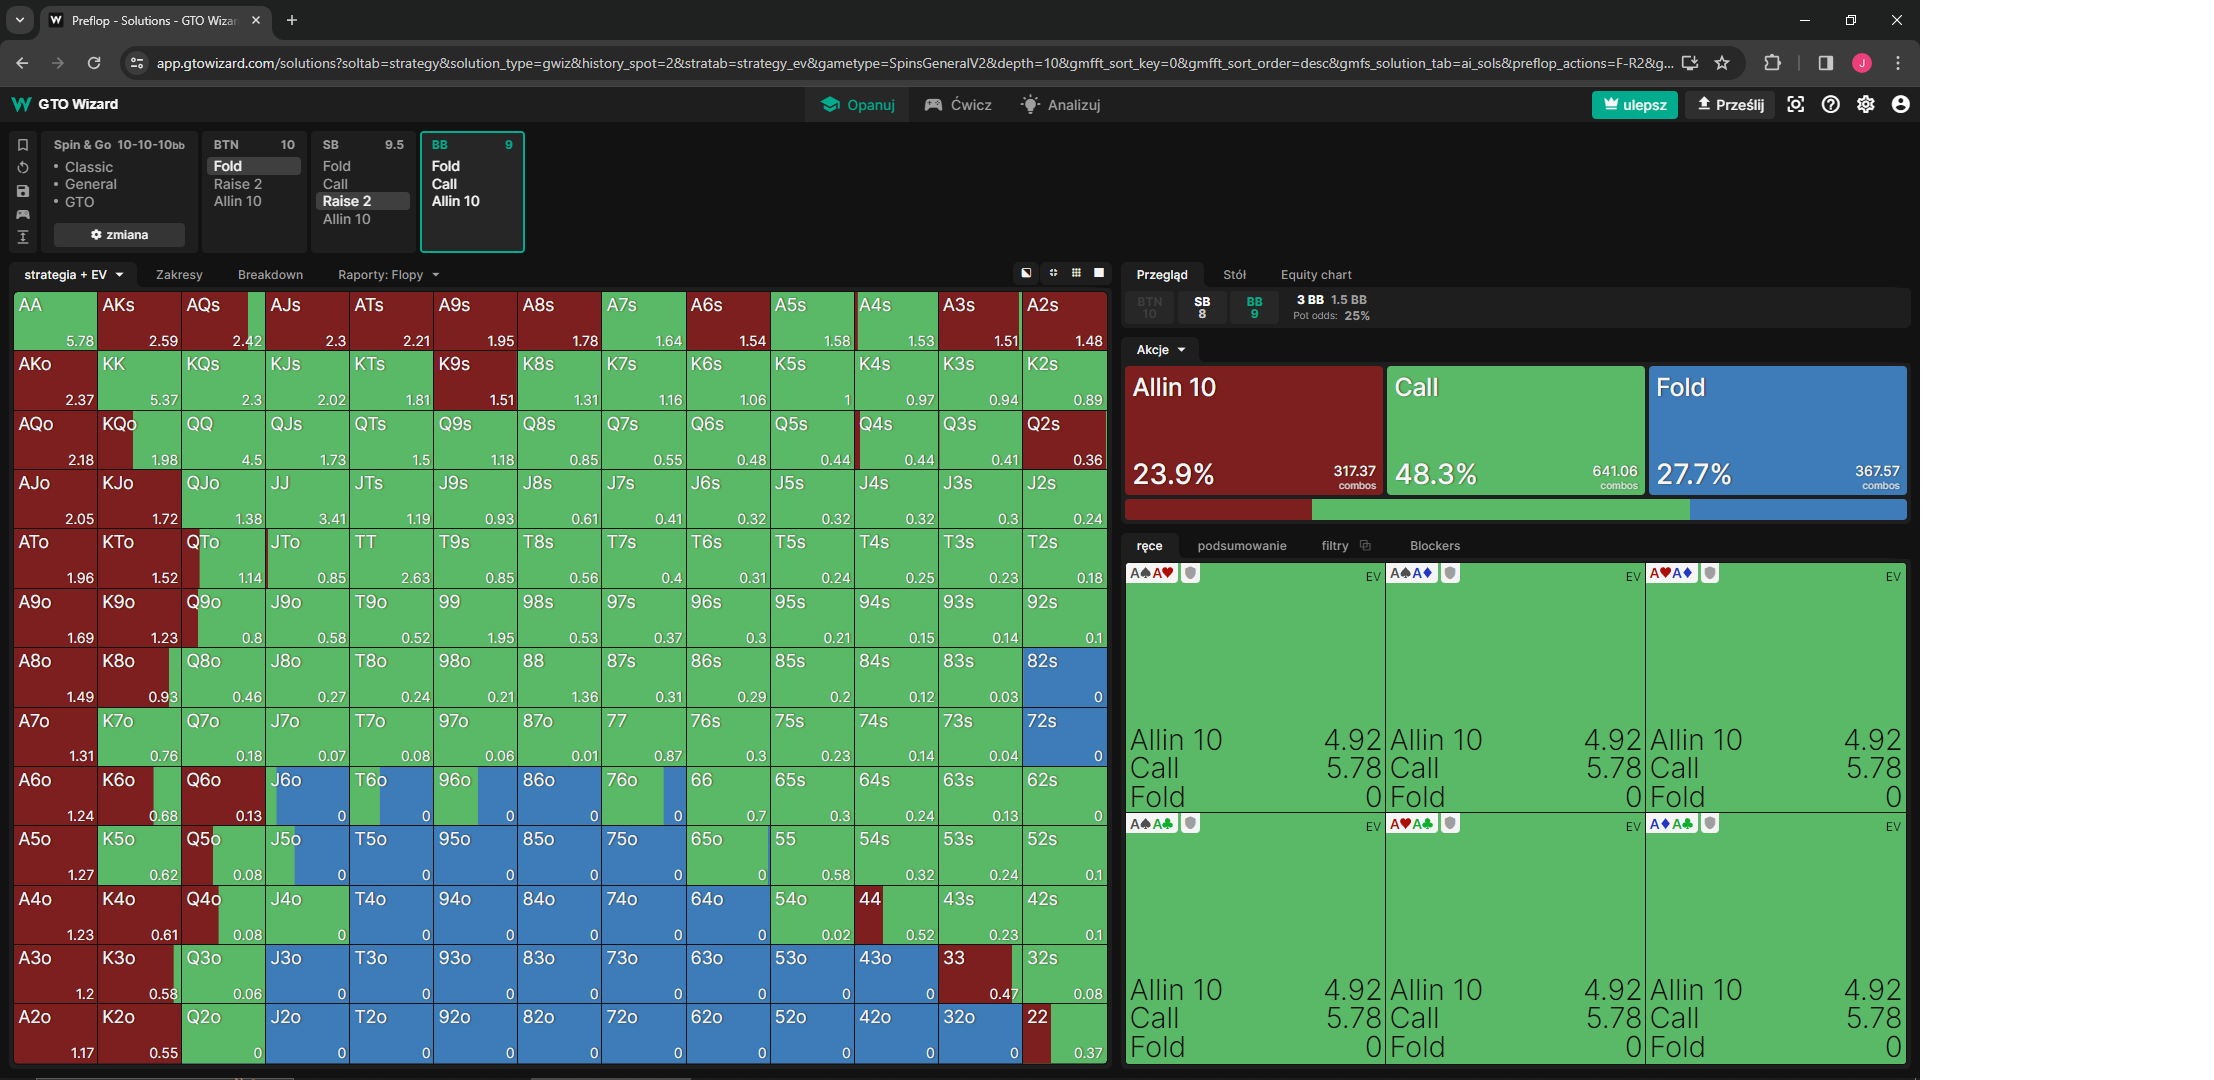 Preflop - Solutions - GTO Wizar
app.gtowizard.com/solutions?soltab=strategy&solution_type=gwiz&history_spot=2&stratab=strategy_ev&gametype=SpinsGeneralV2&depth=10&gmfft_sort_key=0&gmfft_sort_order=desc&gmfs_solution_tab=ai_sols&preflop_actions=F-R2&g...
J
GTO Wizard
Opanuj
Ćwicz
Analizuj
ulepsz
Prześlij
Spin & Go 10-10-10bb
• Classic
• General
• GTO
zmiana
BTN 10
Fold
Raise 2
Allin 10
SB 9.5
Fold
Call
Raise 2
Allin 10
BB 9
Fold
Call
Allin 10
strategia + EV
Zakresy
Breakdown
Raporty: Flopy
AA AKs AQs AJs ATs A9s A8s A7s A6s A5s A4s A3s A2s
5.78 2.59 2.42 2.3 2.21 1.95 1.78 1.64 1.54 1.58 1.53 1.51 1.48
AKo KK KQs KJs KTs K9s K8s K7s K6s K5s K4s K3s K2s
2.37 5.37 2.3 2.02 1.81 1.51 1.31 1.16 1.06 1 0.97 0.94 0.89
AQo KQo QQ QJs QTs Q9s Q8s Q7s Q6s Q5s Q4s Q3s Q2s
2.18 1.98 4.5 1.73 1.5 1.18 0.85 0.55 0.48 0.44 0.44 0.41 0.36
AJo KJo QJo JJ JTs J9s J8s J7s J6s J5s J4s J3s J2s
2.05 1.72 1.38 3.41 1.19 0.93 0.61 0.41 0.32 0.32 0.32 0.3 0.24
ATo KTo QTo JTo TT T9s T8s T7s T6s T5s T4s T3s T2s
1.96 1.52 1.14 0.85 2.63 0.85 0.56 0.4 0.31 0.24 0.25 0.23 0.18
A9o K9o Q9o J9o T9o 99 98s 97s 96s 95s 94s 93s 92s
1.69 1.23 0.8 0.58 0.52 1.95 0.53 0.37 0.3 0.21 0.15 0.14 0.1
A8o K8o Q8o J8o T8o 98o 88 87s 86s 85s 84s 83s 82s
1.49 0.93 0.46 0.27 0.24 0.21 1.36 0.31 0.29 0.2 0.12 0.03 0
A7o K7o Q7o J7o T7o 97o 87o 77 76s 75s 74s 73s 72s
1.31 0.76 0.18 0.07 0.08 0.06 0.01 0.87 0.3 0.23 0.14 0.04 0
A6o K6o Q6o J6o T6o 96o 86o 76o 66 65s 64s 63s 62s
1.24 0.68 0.13 0 0 0 0 0 0.7 0.3 0.24 0.13 0
A5o K5o Q5o J5o T5o 95o 85o 75o 65o 55 54s 53s 52s
1.27 0.62 0.08 0 0 0 0 0 0 0.58 0.32 0.24 0.1
A4o K4o Q4o J4o T4o 94o 84o 74o 64o 54o 44 43s 42s
1.23 0.61 0.08 0 0 0 0 0 0 0.02 0.52 0.23 0.1
A3o K3o Q3o J3o T3o 93o 83o 73o 63o 53o 43o 33 32s
1.2 0.58 0.06 0 0 0 0 0 0 0 0 0.47 0.08
A2o K2o Q2o J2o T2o 92o 82o 72o 62o 52o 42o 32o 22
1.17 0.55 0 0 0 0 0 0 0 0 0 0 0.37
Przegląd
Stół
Equity chart
BTN 10
SB 8
BB 9
3 BB 1.5 BB
Pot odds: 25%
Akcje
Allin 10
23.9% 317.37 combos
Call
48.3% 641.06 combos
Fold
27.7% 367.57 combos
ręce
podsumowanie
filtry
Blockers
A♠A♥ EV A♠A♦ EV A♥A♦ EV
Allin 10 4.92 Allin 10 4.92 Allin 10 4.92
Call 5.78 Call 5.78 Call 5.78
Fold 0 Fold 0 Fold 0
A♠A♣ EV A♥A♣ EV A♦A♣ EV
Allin 10 4.92 Allin 10 4.92 Allin 10 4.92
Call 5.78 Call 5.78 Call 5.78
Fold 0 Fold 0 Fold 0